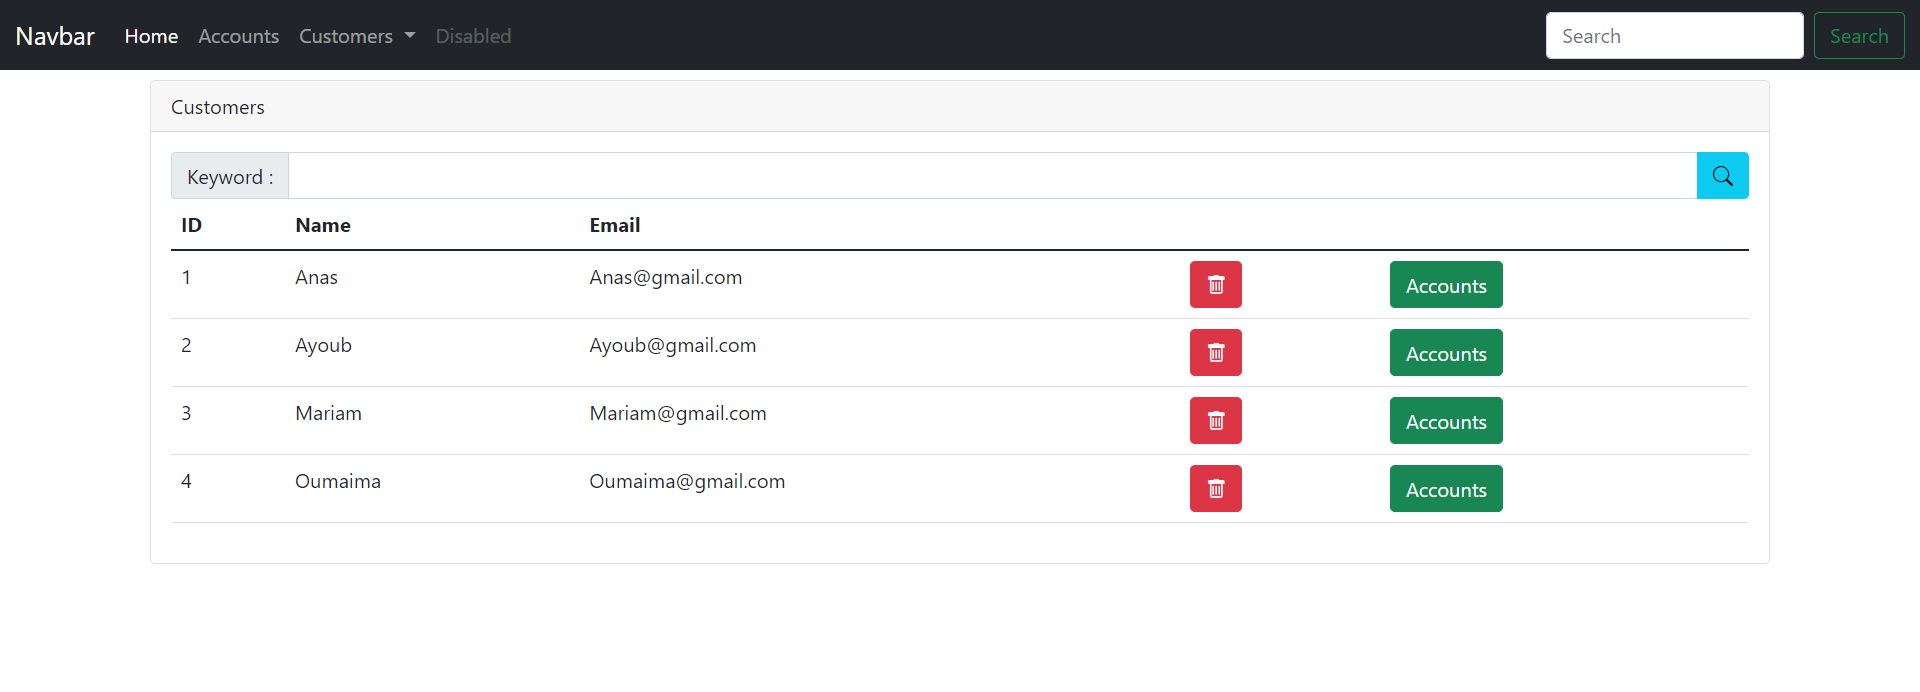 Navbar Home Accounts Customers Disabled Search Search
Customers
Keyword :
ID Name Email
1 Anas Anas@gmail.com Accounts
2 Ayoub Ayoub@gmail.com Accounts
3 Mariam Mariam@gmail.com Accounts
4 Oumaima Oumaima@gmail.com Accounts